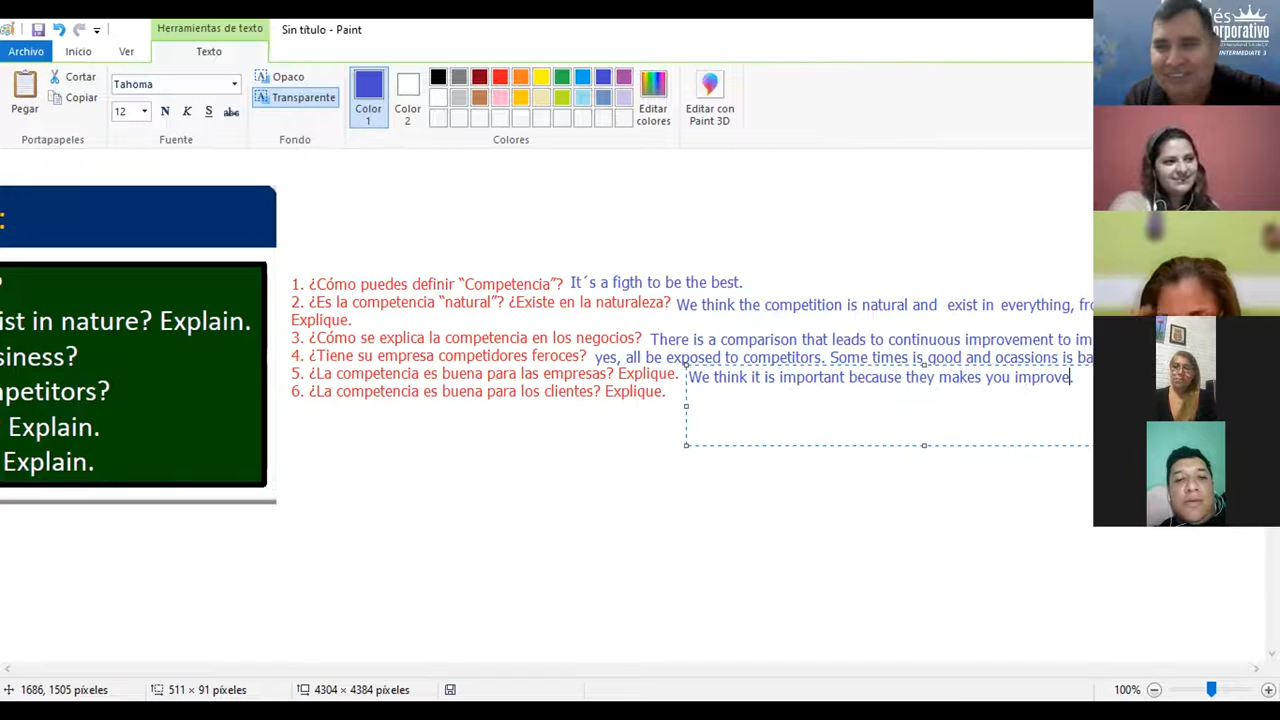 Herramientas de texto
Sin título - Paint
Archivo
Inicio
Ver
Texto
Pegar
Cortar
Copiar
Portapapeles
Tahoma
12
N K S abc
Fuente
Opaco
Transparente
Fondo
Color 1
Color 2
Editar colores
Colores
Editar con Paint 3D
orporativo
INTERMEDIATE 3
:
ist in nature? Explain.
siness?
mpetitors?
Explain.
Explain.
1. ¿Cómo puedes definir “Competencia”? It´s a figth to be the best.
2. ¿Es la competencia “natural”? ¿Existe en la naturaleza? We think the competition is natural and exist in everything, fro
Explique.
3. ¿Cómo se explica la competencia en los negocios? There is a comparison that leads to continuous improvement to im
4. ¿Tiene su empresa competidores feroces? yes, all be exposed to competitors. Some times is good and ocassions is ba
5. ¿La competencia es buena para las empresas? Explique. We think it is important because they makes you improve.
6. ¿La competencia es buena para los clientes? Explique.
1686, 1505 píxeles
511 × 91 píxeles
4304 × 4384 píxeles
100%